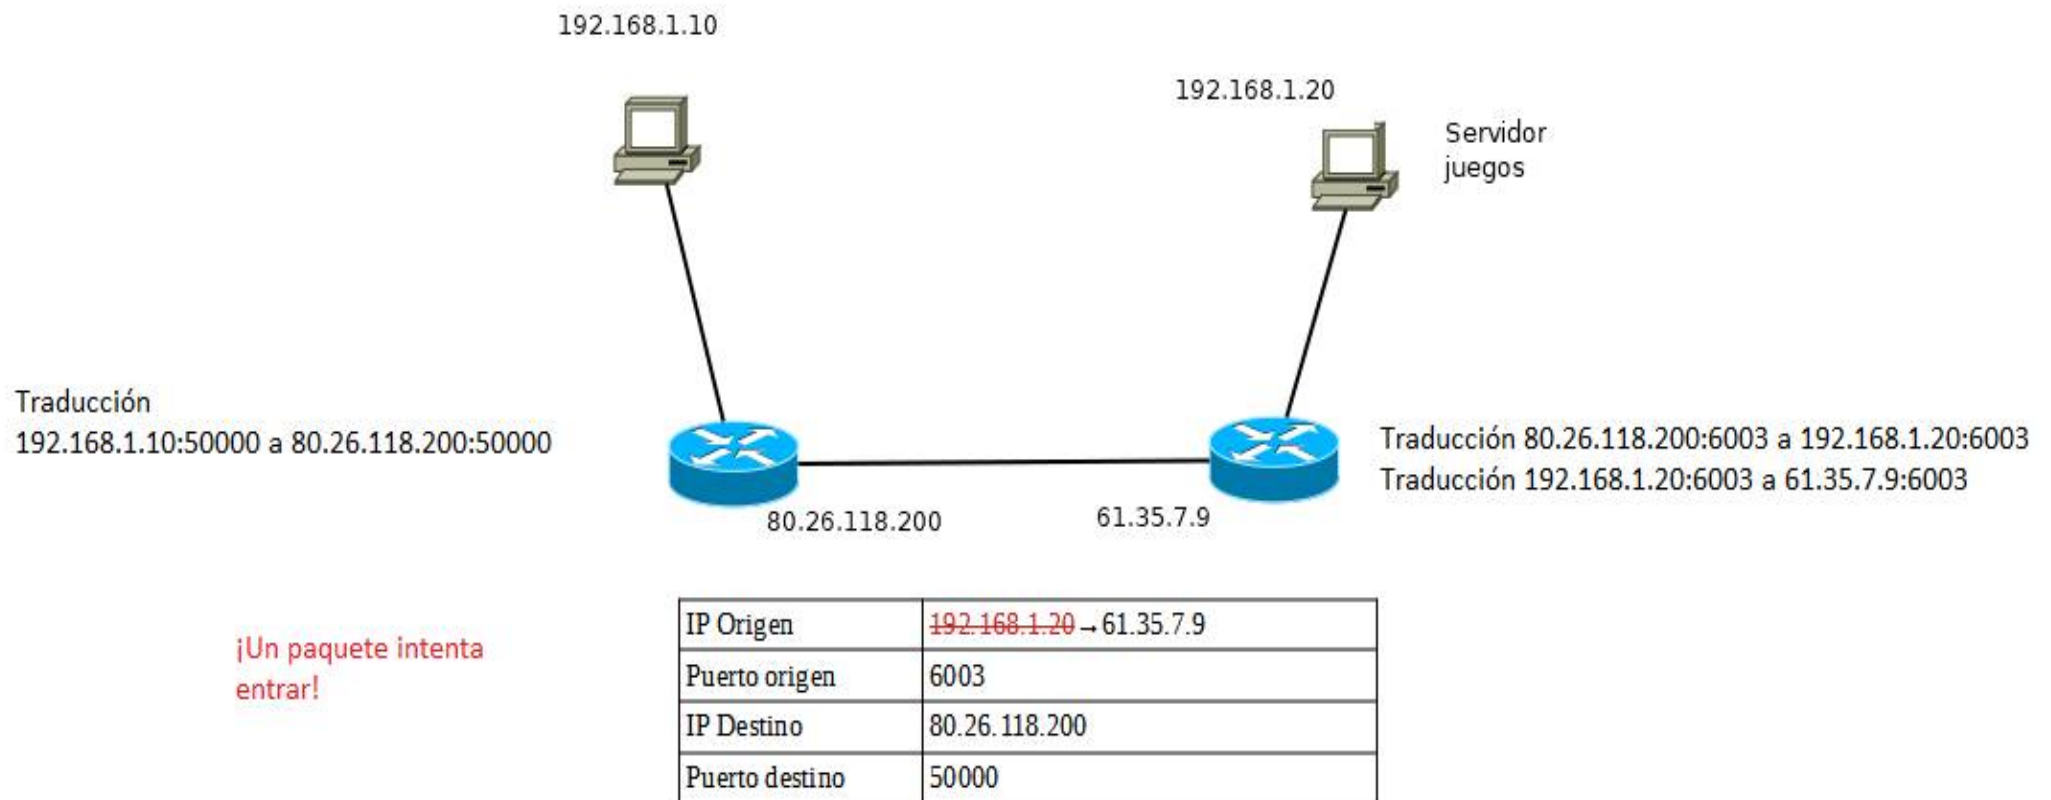 192.168.1.10
192.168.1.20
Servidor
juegos
Traducción
192.168.1.10:50000 a 80.26.118.200:50000
Traducción 80.26.118.200:6003 a 192.168.1.20:6003
Traducción 192.168.1.20:6003 a 61.35.7.9:6003
80.26.118.200
61.35.7.9
¡Un paquete intenta
entrar!
IP Origen 192.168.1.20→61.35.7.9
Puerto origen 6003
IP Destino 80.26.118.200
Puerto destino 50000